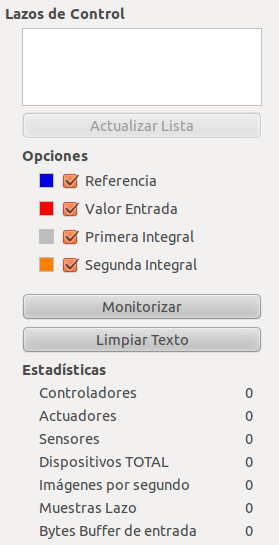 Lazos de Control
Actualizar Lista
Opciones
Referencia
Valor Entrada
Primera Integral
Segunda Integral
Monitorizar
Limpiar Texto
Estadísticas
Controladores 0
Actuadores 0
Sensores 0
Dispositivos TOTAL 0
Imágenes por segundo 0
Muestras Lazo 0
Bytes Buffer de entrada 0